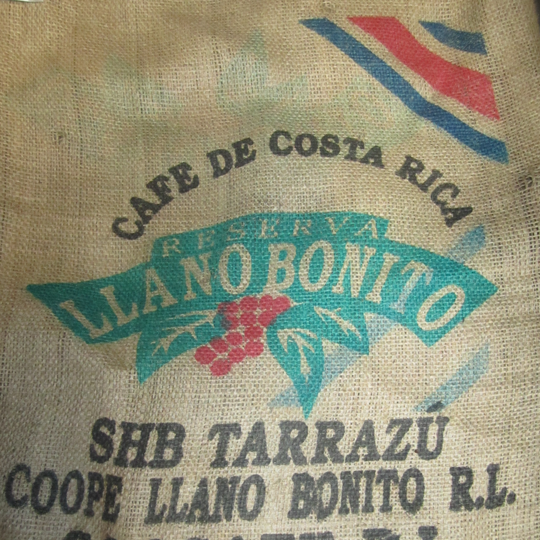 CAFE DE COSTA RICA
RESERVA
LLANO BONITO
SHB TARRAZÚ
COOPE LLANO BONITO R.L.